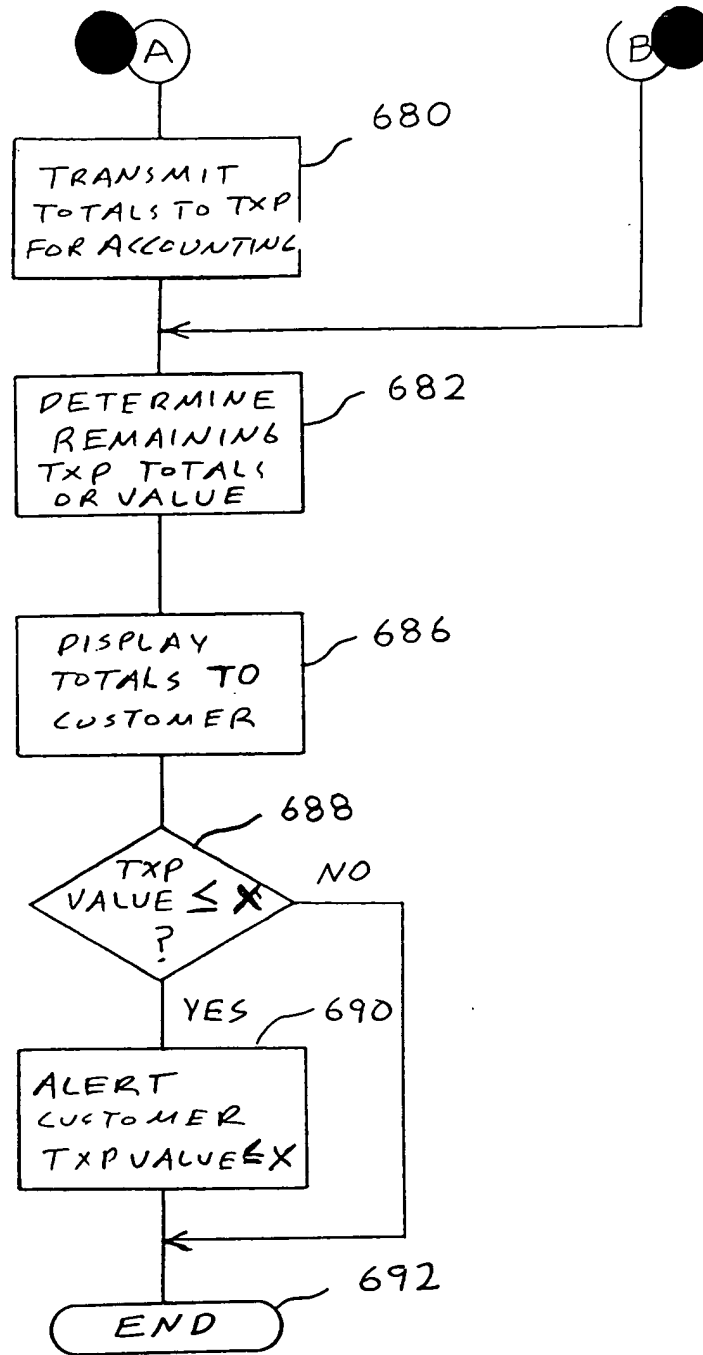 A
B
680
TRANSMIT
TOTALS TO TXP
FOR ACCOUNTING
682
DETERMINE
REMAINING
TXP TOTALS
OR VALUE
686
DISPLAY
TOTALS TO
CUSTOMER
688
TXP
VALUE ≤ X
?
NO
YES
690
ALERT
CUSTOMER
TXP VALUE ≤ X
692
END